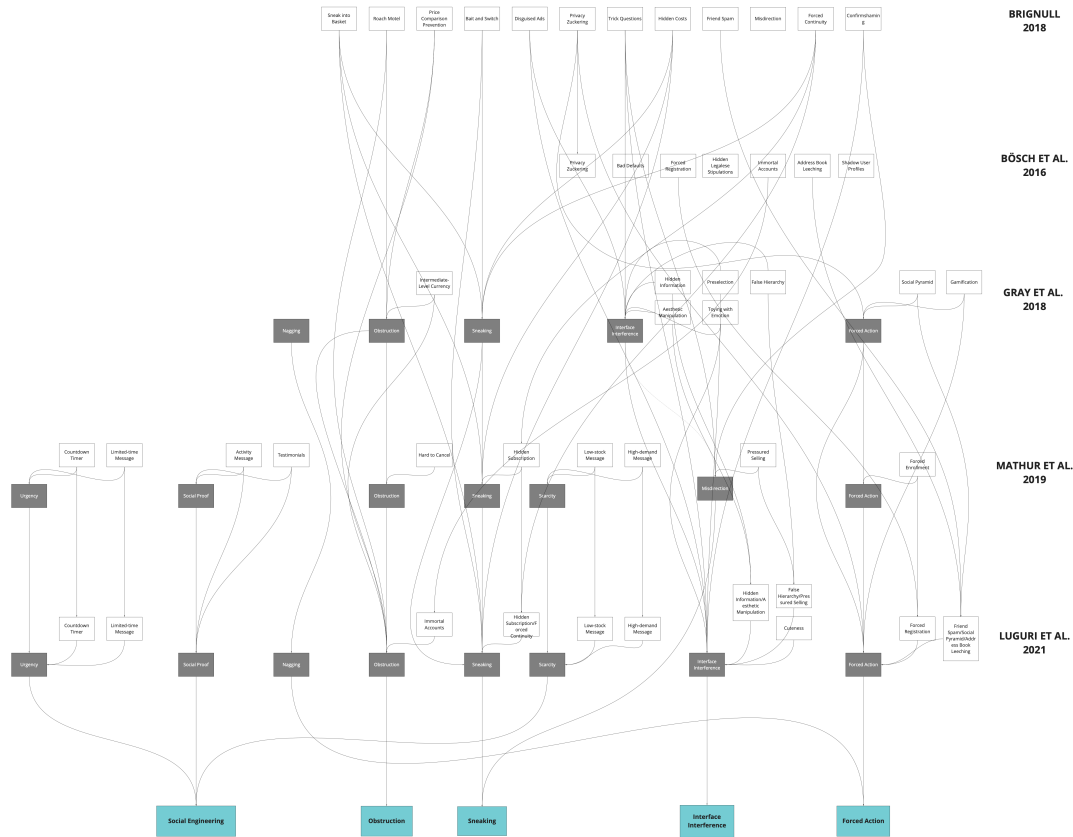 BRIGNULL
2018
Sneak into
Basket
Roach Motel
Price
Comparison
Prevention
Bait and Switch
Disguised Ads
Privacy
Zuckering
Trick Questions
Hidden Costs
Friend Spam
Misdirection
Forced
Continuity
Confirmshamin
g
BÖSCH ET AL.
2016
Privacy
Zuckering
Bad Defaults
Forced
Registration
Hidden
Legalese
Stipulations
Immortal
Accounts
Address Book
Leeching
Shadow User
Profiles
GRAY ET AL.
2018
Intermediate-
Level Currency
Hidden
Information
Preselection
False Hierarchy
Social Pyramid
Gamification
Aesthetic
Manipulation
Toying with
Emotion
Nagging
Obstruction
Sneaking
Interface
Interference
Forced Action
MATHUR ET AL.
2019
Countdown
Timer
Limited-time
Message
Activity
Message
Testimonials
Hard to Cancel
Hidden
Subscription
Low-stock
Message
High-demand
Message
Pressured
Selling
Forced
Enrollment
Urgency
Social Proof
Obstruction
Sneaking
Scarcity
Misdirection
Forced Action
LUGURI ET AL.
2021
Countdown
Timer
Limited-time
Message
Immortal
Accounts
Hidden
Subscription/F
orced
Continuity
Low-stock
Message
High-demand
Message
Hidden
Information/A
esthetic
Manipulation
False
Hierarchy/Pres
sured Selling
Cuteness
Forced
Registration
Friend
Spam/Social
Pyramid/Addr
ess Book
Leeching
Urgency
Social Proof
Nagging
Obstruction
Sneaking
Scarcity
Interface
Interference
Forced Action
Social Engineering
Obstruction
Sneaking
Interface
Interference
Forced Action